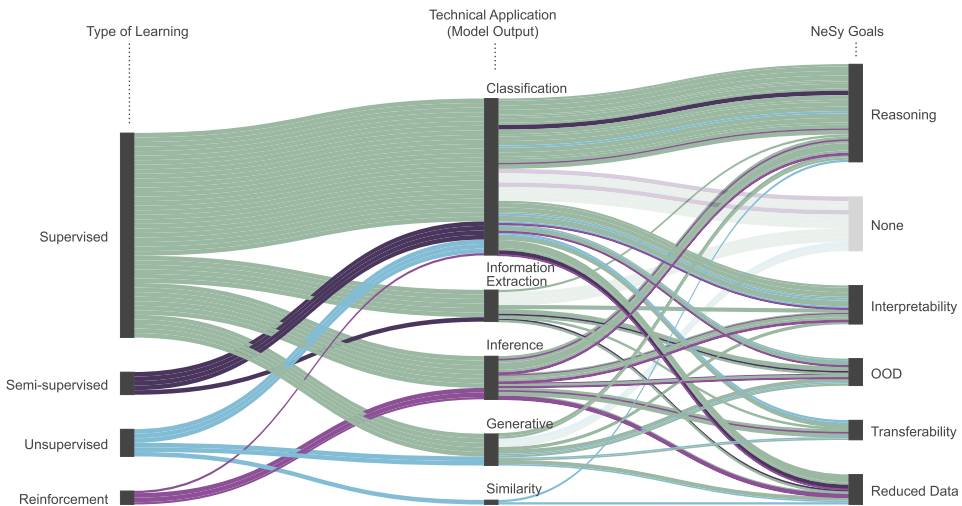 Type of Learning
Technical Application
(Model Output)
NeSy Goals
Supervised
Semi-supervised
Unsupervised
Reinforcement
Classification
Information
Extraction
Inference
Generative
Similarity
Reasoning
None
Interpretability
OOD
Transferability
Reduced Data